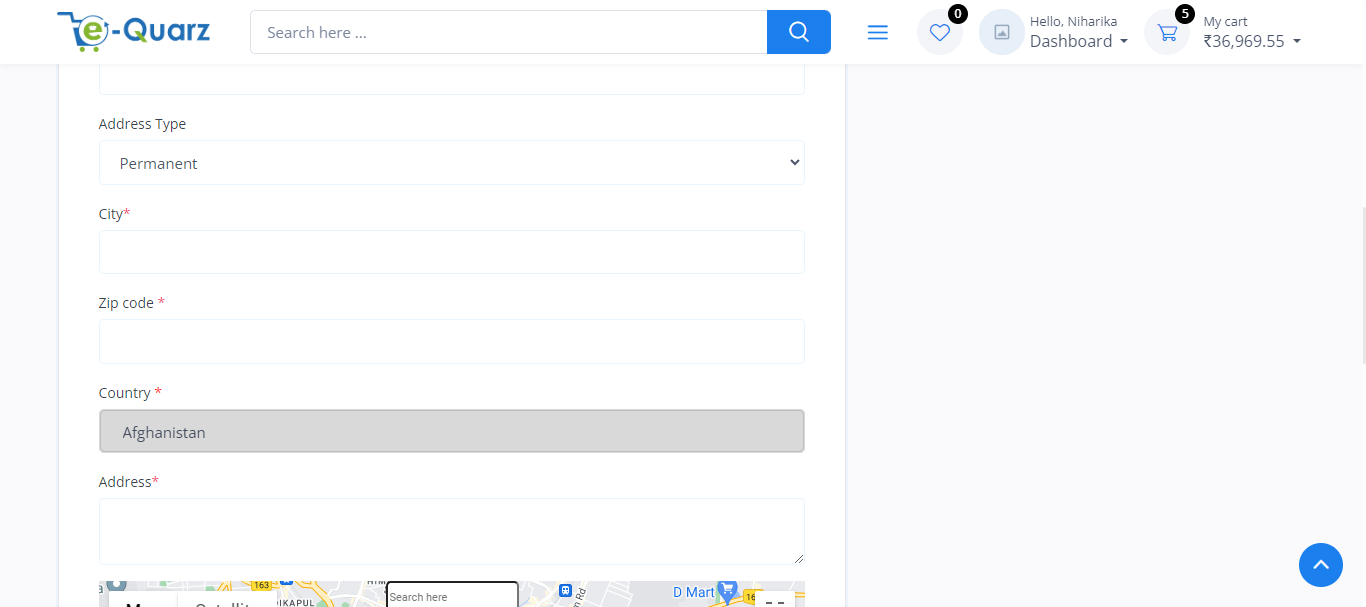 e-Quarz
Search here ...
0
Hello, Niharika
Dashboard
5
My cart
₹36,969.55
Address Type
Permanent
City*
Zip code *
Country *
Afghanistan
Address*
163
Search here
D Mart
DIKAPUL